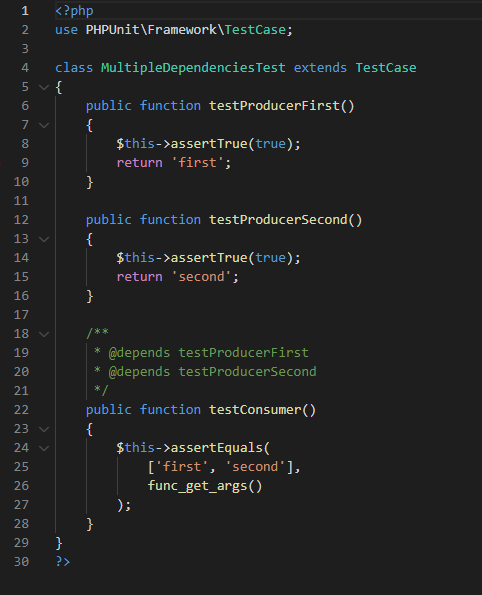 1 <?php
2 use PHPUnit\Framework\TestCase;
3
4 class MultipleDependenciesTest extends TestCase
5 {
6     public function testProducerFirst()
7     {
8         $this->assertTrue(true);
9         return 'first';
10     }
11
12     public function testProducerSecond()
13     {
14         $this->assertTrue(true);
15         return 'second';
16     }
17
18     /**
19      * @depends testProducerFirst
20      * @depends testProducerSecond
21      */
22     public function testConsumer()
23     {
24         $this->assertEquals(
25             ['first', 'second'],
26             func_get_args()
27         );
28     }
29 }
30 ?>